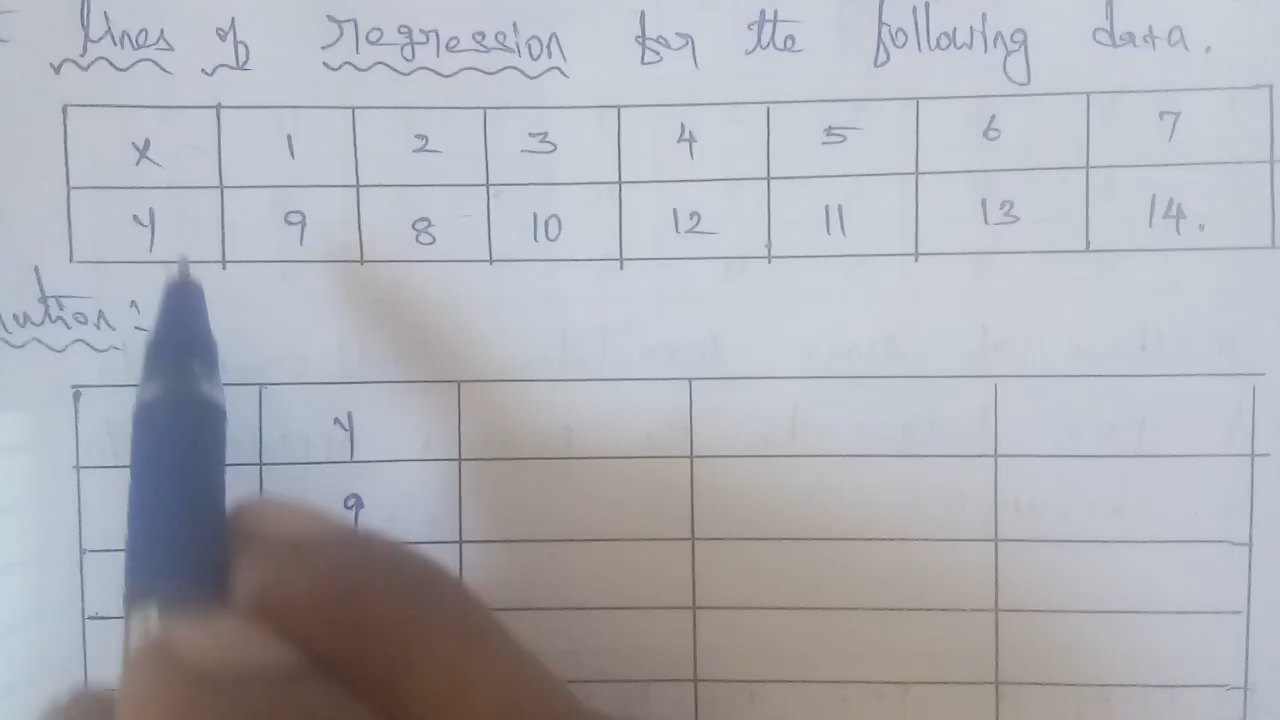 lines of regression for the following data.
x 1 2 3 4 5 6 7
y 9 8 10 12 11 13 14.
y
9